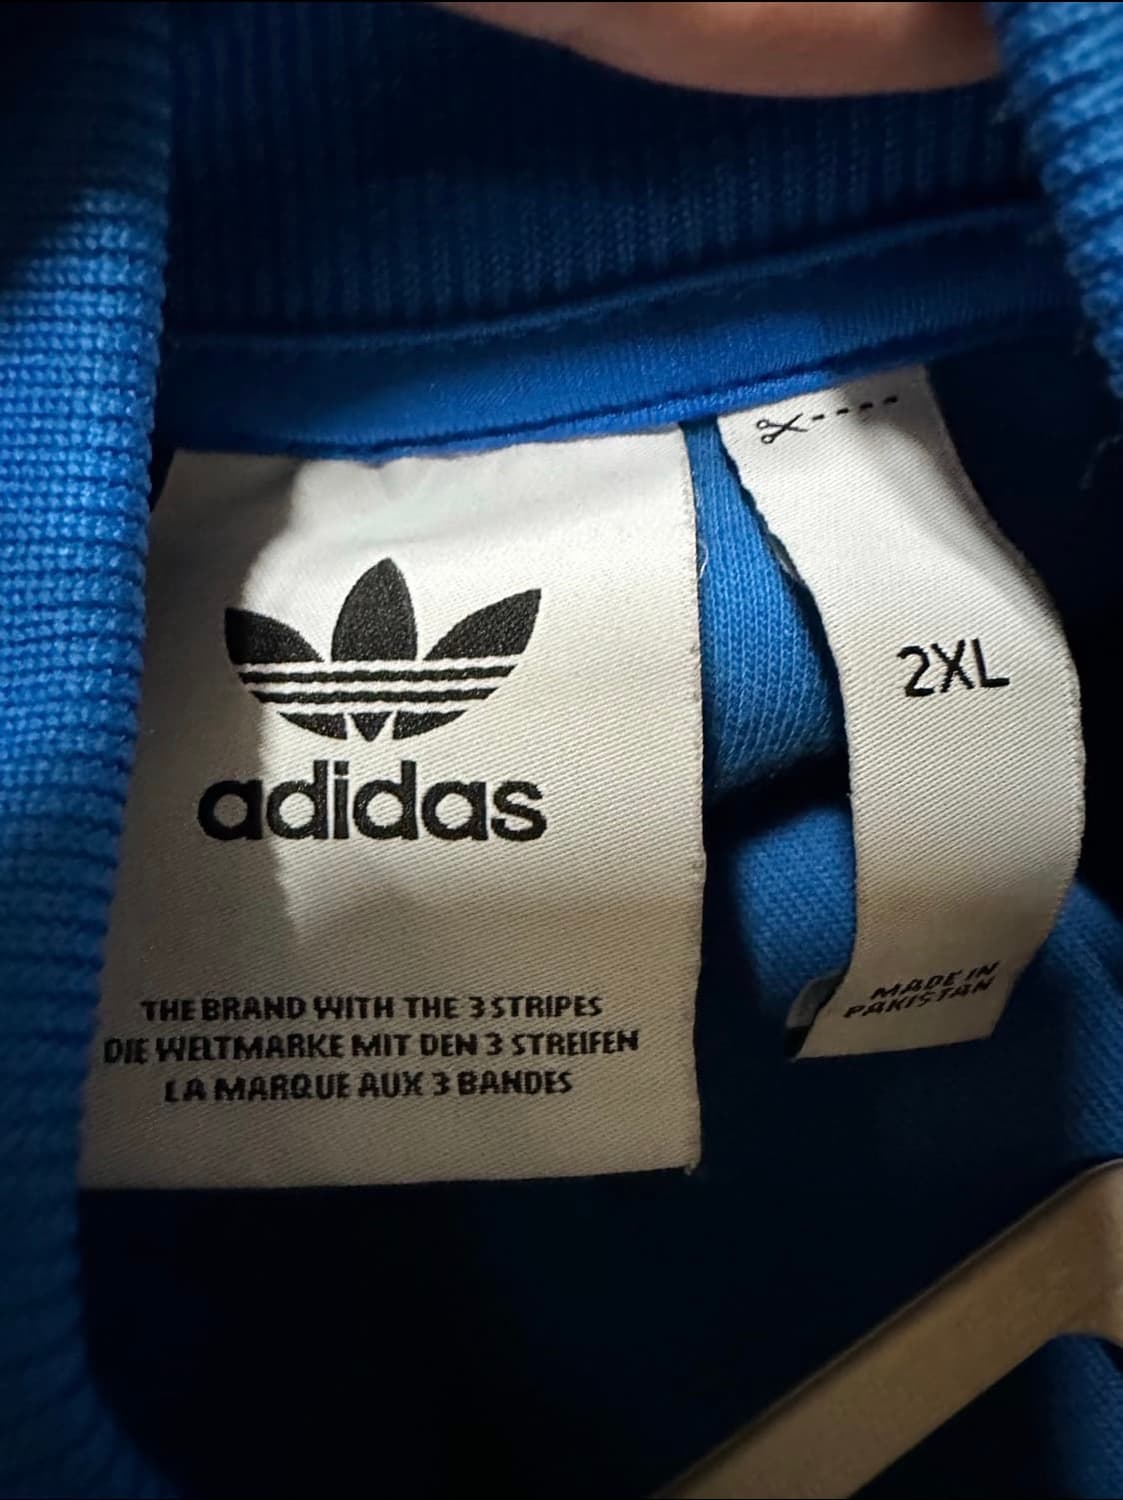 adidas
THE BRAND WITH THE 3 STRIPES
DIE WELTMARKE MIT DEN 3 STREIFEN
LA MARQUE AUX 3 BANDES
2XL
MADE IN
PAKISTAN